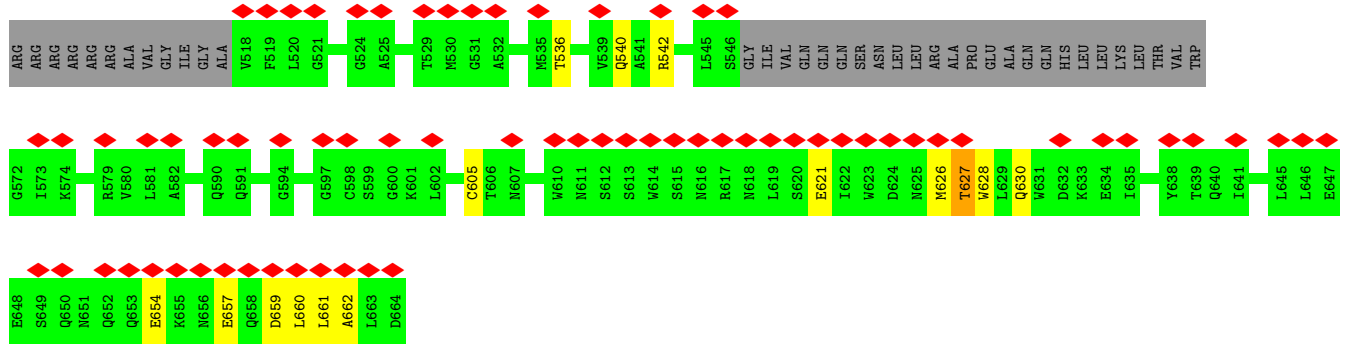 ARG ARG ARG ARG ARG ARG ALA VAL GLY ILE GLY ALA V518 F519 L520 G521 G524 A525 T529 M530 G531 A532 M535 T536 V539 Q540 A541 R542 L545 S546 GLY ILE VAL GLN GLN GLN SER ASN LEU LEU ARG ALA PRO GLU ALA GLN GLN HIS LEU LEU LYS LEU THR VAL TRP
G572 I573 K574 R579 V580 L581 A582 Q590 Q591 G594 G597 C598 S599 G600 K601 L602 C605 T606 N607 W610 N611 S612 S613 W614 S615 N616 R617 N618 L619 S620 E621 I622 W623 D624 N625 M626 T627 W628 L629 Q630 W631 D632 K633 E634 I635 Y638 T639 Q640 I641 L645 L646 E647
E648 S649 Q650 N651 Q652 Q653 E654 K655 N656 E657 Q658 D659 L660 L661 A662 L663 D664